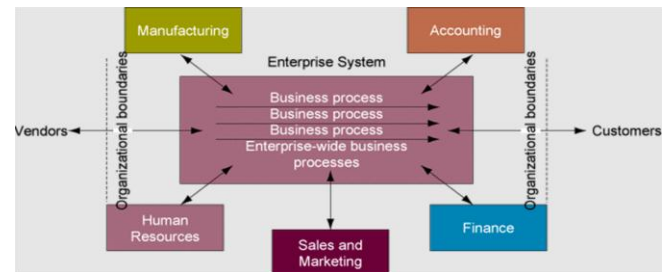 Manufacturing
Accounting
Enterprise System
Organizational boundaries
Business process
Business process
Business process
Enterprise-wide business
processes
Organizational boundaries
Vendors
Customers
Human
Resources
Sales and
Marketing
Finance